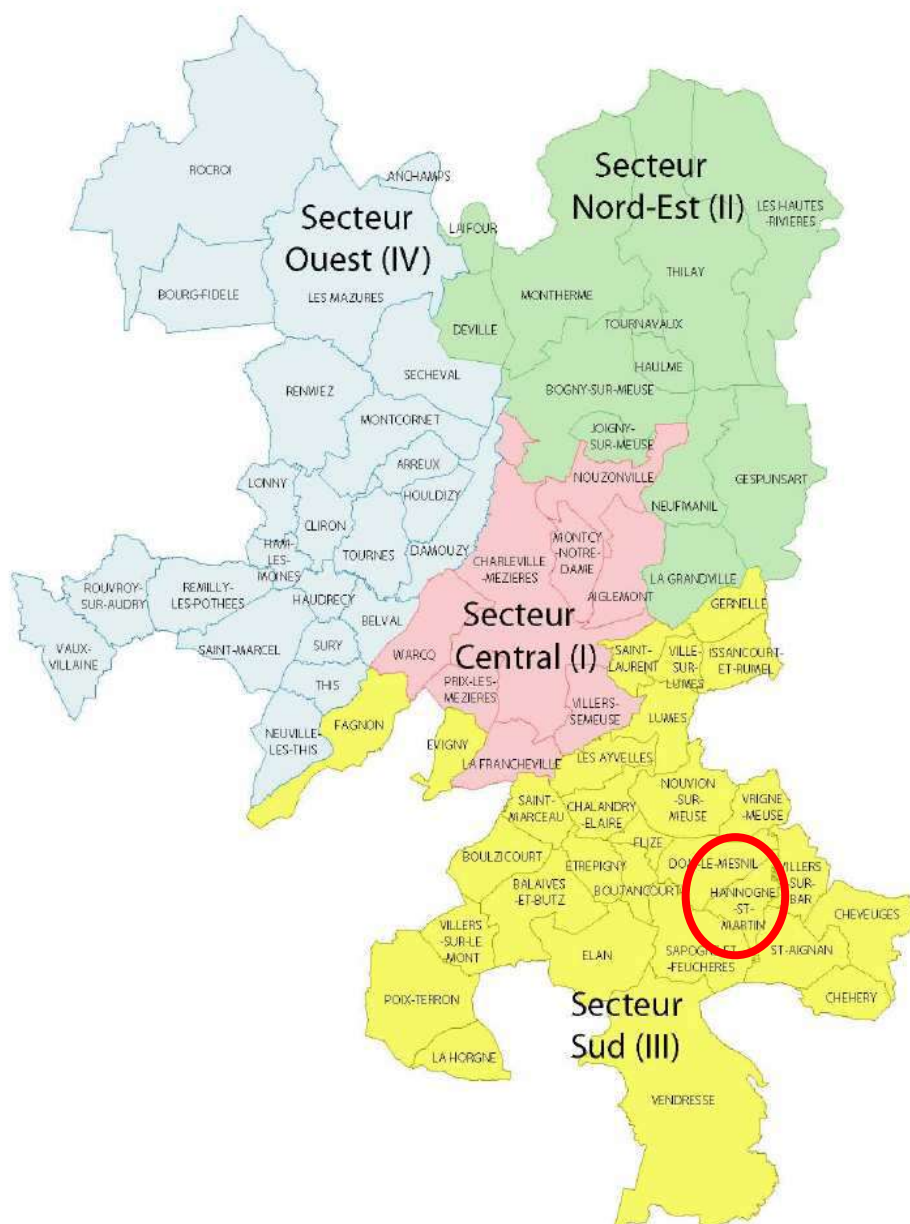 ROCROI
ANCHAMPS
Secteur
Ouest (IV)
Secteur
Nord-Est (II)
LES HAUTES
-RIVIERES
LAIFOUR
THILAY
BOURG-FIDELE
LES MAZURES
MONTHERME
DEVILLE
TOURNAVAUX
HAULME
SECHEVAL
RENWEZ
BOGNY-SUR-MEUSE
MONTCORNET
JOIGNY-
SUR-MEUSE
ARREUX
NOUZONVILLE
LONNY
HOULDIZY
GESPUNSART
NEUFMANIL
CLIRON
HAM-
LES-
MOINES
TOURNES
DAMOUZY
CHARLEVILLE
-MEZIERES
MONTCY
-NOTRE-
DAME
ROUVROY-
SUR-AUDRY
REMILLY-
LES-POTHEES
LA GRANDVILLE
AIGLEMONT
HAUDRECY
GERNELLE
BELVAL
Secteur
Central (I)
VAUX-
VILLAINE
SAINT-MARCEL
SURY
WARCQ
SAINT-
LAURENT
VILLE-
SUR-
LUMES
ISSANCOURT-
ET-RUMEL
THIS
PRIX-LES-
MEZIERES
VILLERS-
SEMEUSE
FAGNON
LUMES
NEUVILLE-
LES-THIS
EVIGNY
LA FRANCHEVILLE
LES AYVELLES
NOUVION
-SUR-
MEUSE
SAINT-
MARCEAU
CHALANDRY
-ELAIRE
VRIGNE
-MEUSE
FLIZE
BOULZICOURT
ETREPIGNY
DOM-LE-MESNIL-
VILLERS
-SUR-
BAR
BALAIVES
-ET-BUTZ
BOUTANCOURT-
HANNOGNE
-ST-
MARTIN
CHEVEUGES
VILLERS
-SUR-LE
MONT
ELAN
SAPOGNE-ET
-FEUCHERES
ST-AIGNAN
POIX-TERRON
CHEHERY
Secteur
Sud (III)
LA HORGNE
VENDRESSE